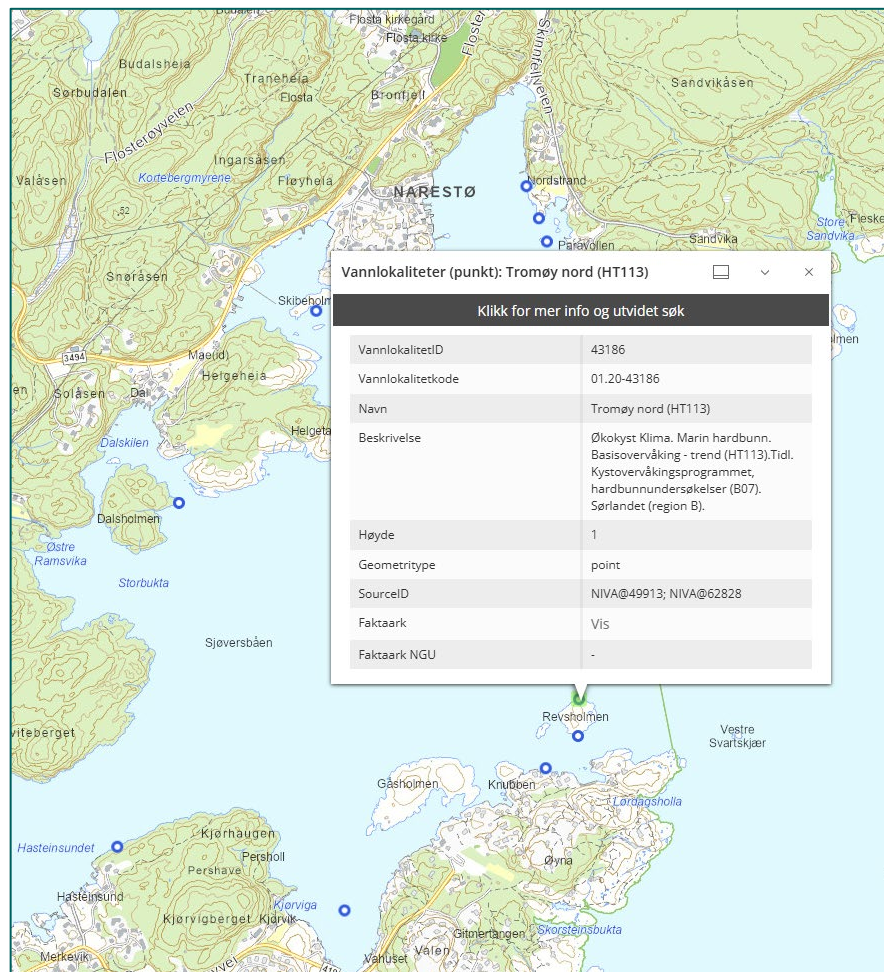 Budalen
Flosta kirkegård
Flosta kirke
Skinnfellveien
Budalsheia
Sørbudalen
Traneheia
Flosta
Bronfjell
Sandvikåsen
Flosterøyveien
Ingarsåsen
Valåsen
Kortebergmyrene
Fløyheia
NARESTØ
Nordstrand
52
Store
Sandvika
Paravollen
Sandvika
Snøråsen
Skibeholm
3494
Mae(id)
Helgeheia
Solåsen
Dal
Dalskilen
Helgeta
Dalsholmen
Østre
Ramsvika
Storbukta
Sjøversbåen
viteberget
Vannlokaliteter (punkt): Tromøy nord (HT113)
Klikk for mer info og utvidet søk
VannlokalitetID 43186
Vannlokalitetkode 01.20-43186
Navn Tromøy nord (HT113)
Beskrivelse Økokyst Klima. Marin hardbunn.
Basisovervåking - trend (HT113).Tidl.
Kystovervåkingsprogrammet,
hardbunnundersøkelser (B07).
Sørlandet (region B).
Høyde 1
Geometritype point
SourceID NIVA@49913; NIVA@62828
Faktaark Vis
Faktaark NGU -
Revsholmen
Vestre
Svartskjær
Gåsholmen
Knubben
Lørdagsholla
Kjørhaugen
Hasteinsundet
Persholl
Pershave
Øyna
Hasteinsund
Kjørviga
Kjørvigberget
Kjørvik
Gitmertangen
Skorsteinsbukta
Merkevik
Vahuset
Valen